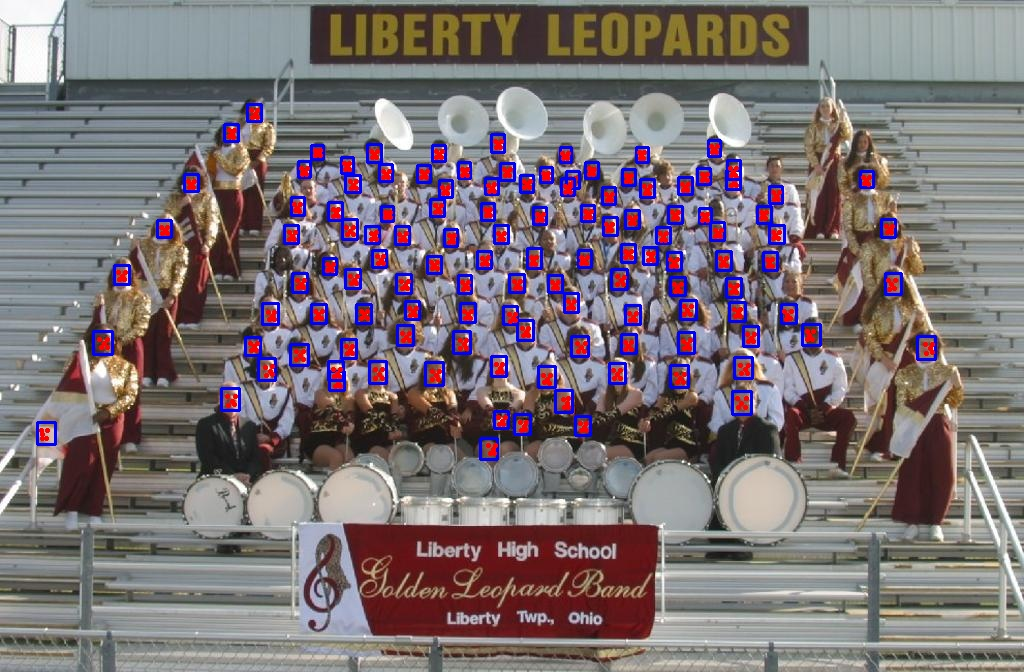 LIBERTY LEOPARDS
Liberty High School
Golden Leopard Band
Liberty Twp., Ohio